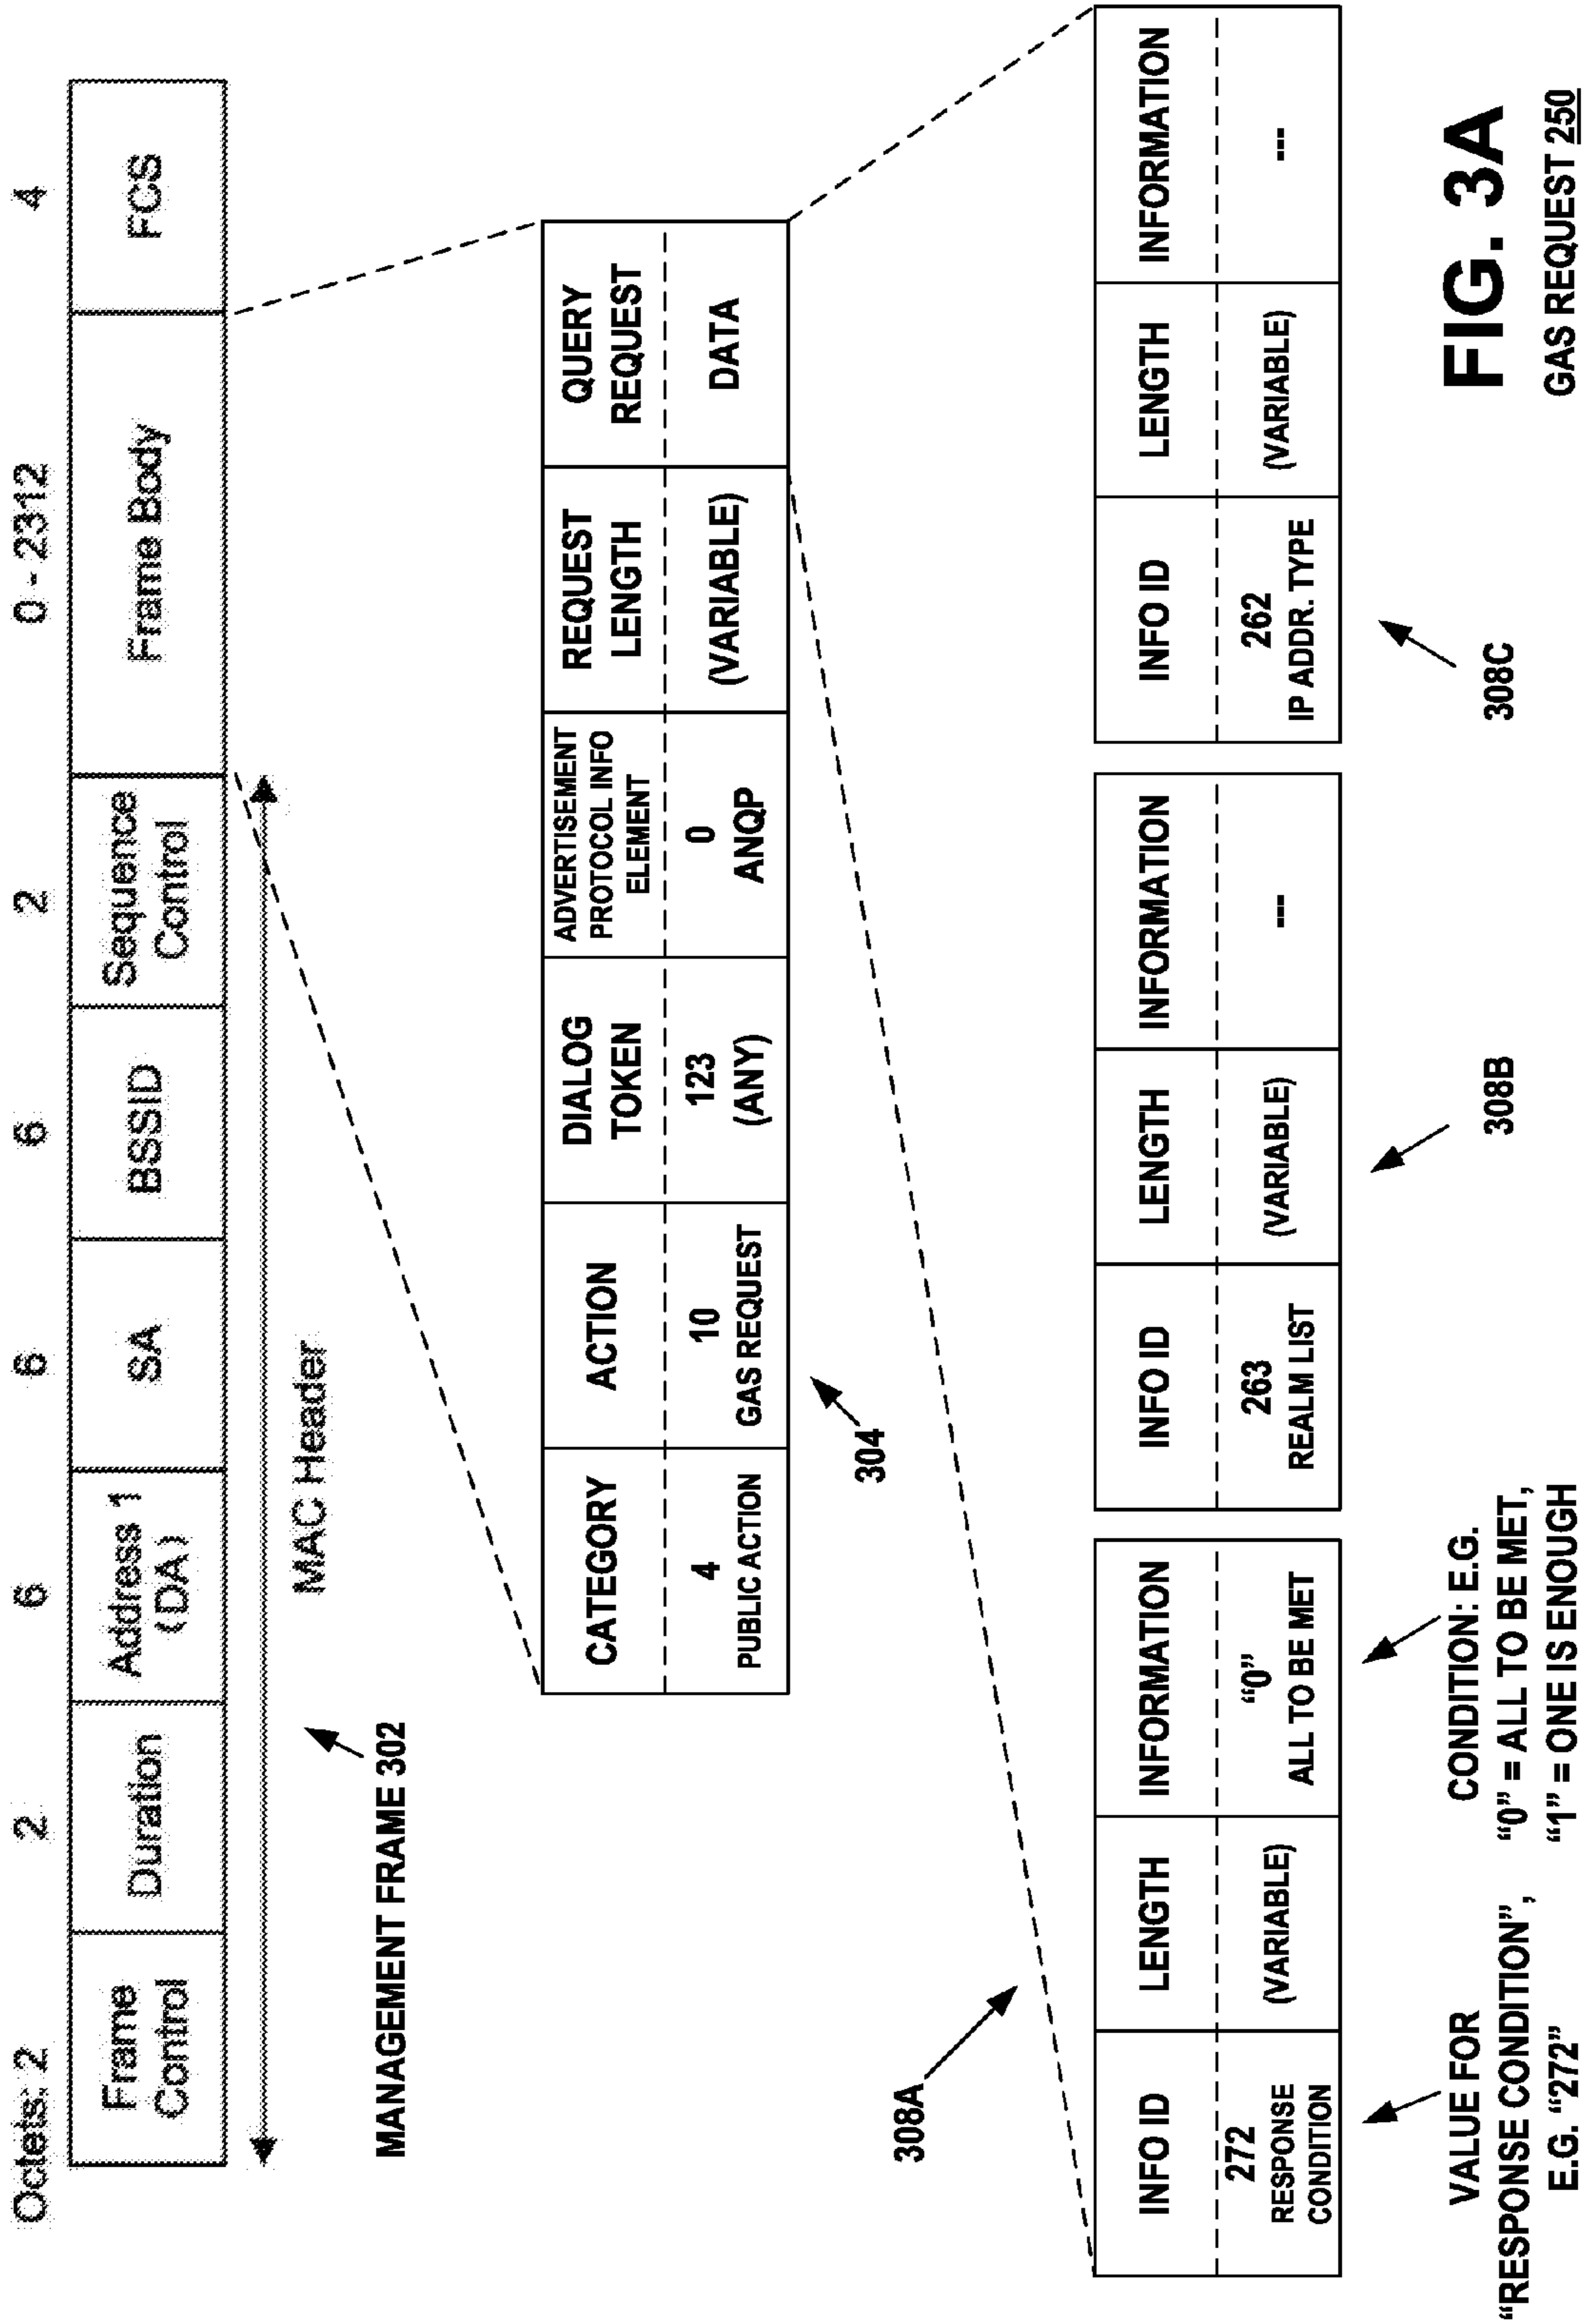 Octets: 2
2
6
6
6
2
0 - 2312
4
Frame
Control
Duration
Address 1
(DA)
SA
BSSID
Sequence
Control
Frame Body
FCS
MAC Header
MANAGEMENT FRAME 302
CATEGORY
4
PUBLIC ACTION
ACTION
10
GAS REQUEST
DIALOG
TOKEN
123
(ANY)
ADVERTISEMENT
PROTOCOL INFO
ELEMENT
0
ANQP
REQUEST
LENGTH
(VARIABLE)
QUERY
REQUEST
DATA
304
308A
INFO ID
272
RESPONSE
CONDITION
LENGTH
(VARIABLE)
INFORMATION
“0”
ALL TO BE MET
INFO ID
263
REALM LIST
LENGTH
(VARIABLE)
INFORMATION
---
INFO ID
262
IP ADDR. TYPE
LENGTH
(VARIABLE)
INFORMATION
---
VALUE FOR
“RESPONSE CONDITION”,
E.G. “272”
CONDITION: E.G.
“0” = ALL TO BE MET,
“1” = ONE IS ENOUGH
308B
308C
FIG. 3A
GAS REQUEST 250